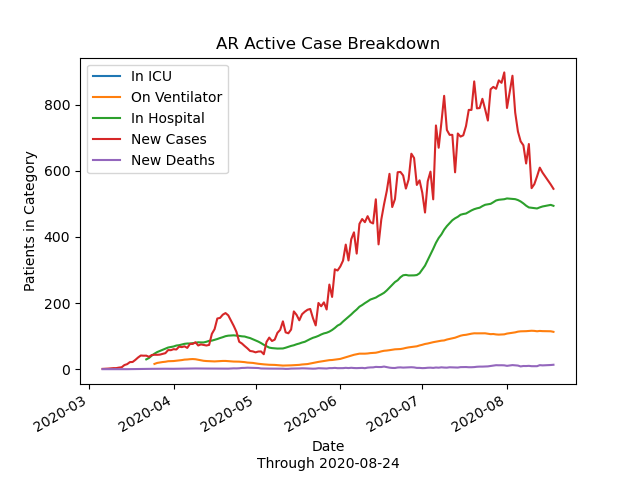 AR Active Case Breakdown
In ICU
On Ventilator
In Hospital
New Cases
New Deaths
Patients in Category
800
600
400
200
0
2020-03
2020-04
2020-05
2020-06
2020-07
2020-08
Date
Through 2020-08-24